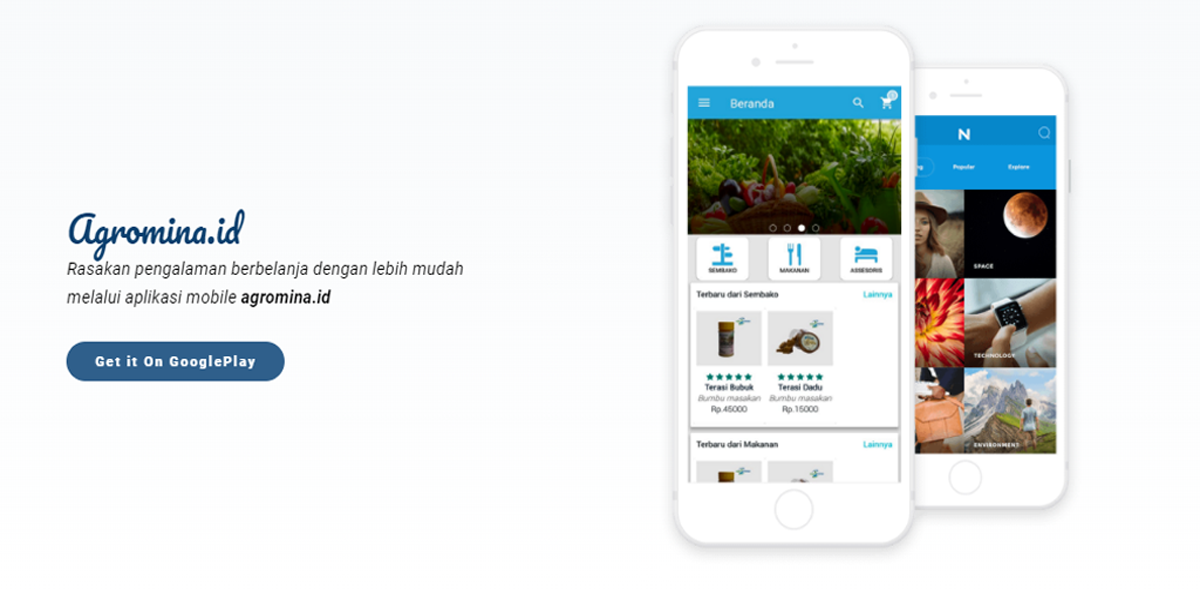 Agromina.id
Rasakan pengalaman berbelanja dengan lebih mudah
melalui aplikasi mobile agromina.id
Get it On GooglePlay
Beranda
SEMBAKO
MAKANAN
ASSESORIS
Terbaru dari Sembako
Lainnya
Terasi Bubuk
Bumbu masakan
Rp.45000
Terasi Dadu
Bumbu masakan
Rp.15000
Terbaru dari Makanan
Lainnya
N
Popular
Explore
SPACE
TECHNOLOGY
ENVIRONMENT